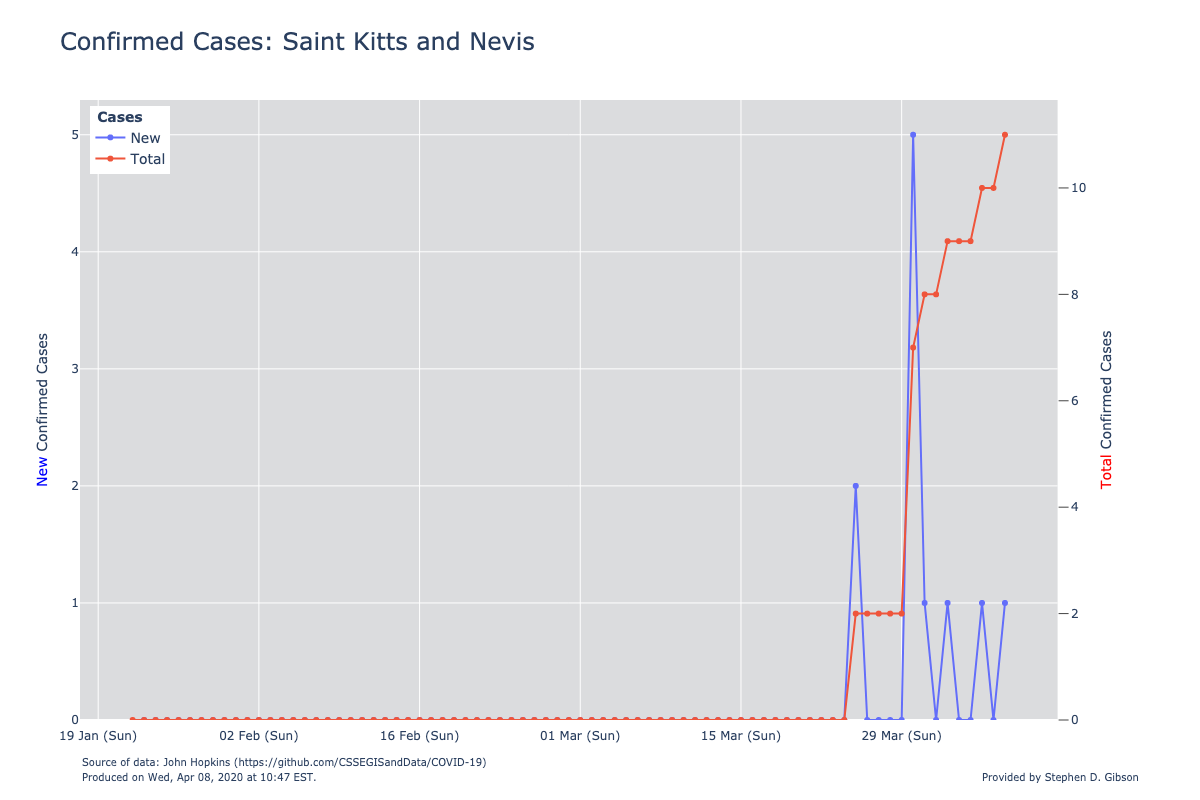 Confirmed Cases: Saint Kitts and Nevis
Cases
New
Total
5
4
3
2
1
0
10
8
6
4
2
0
New Confirmed Cases
Total Confirmed Cases
19 Jan (Sun)
02 Feb (Sun)
16 Feb (Sun)
01 Mar (Sun)
15 Mar (Sun)
29 Mar (Sun)
Source of data: John Hopkins (https://github.com/CSSEGISandData/COVID-19)
Produced on Wed, Apr 08, 2020 at 10:47 EST.
Provided by Stephen D. Gibson